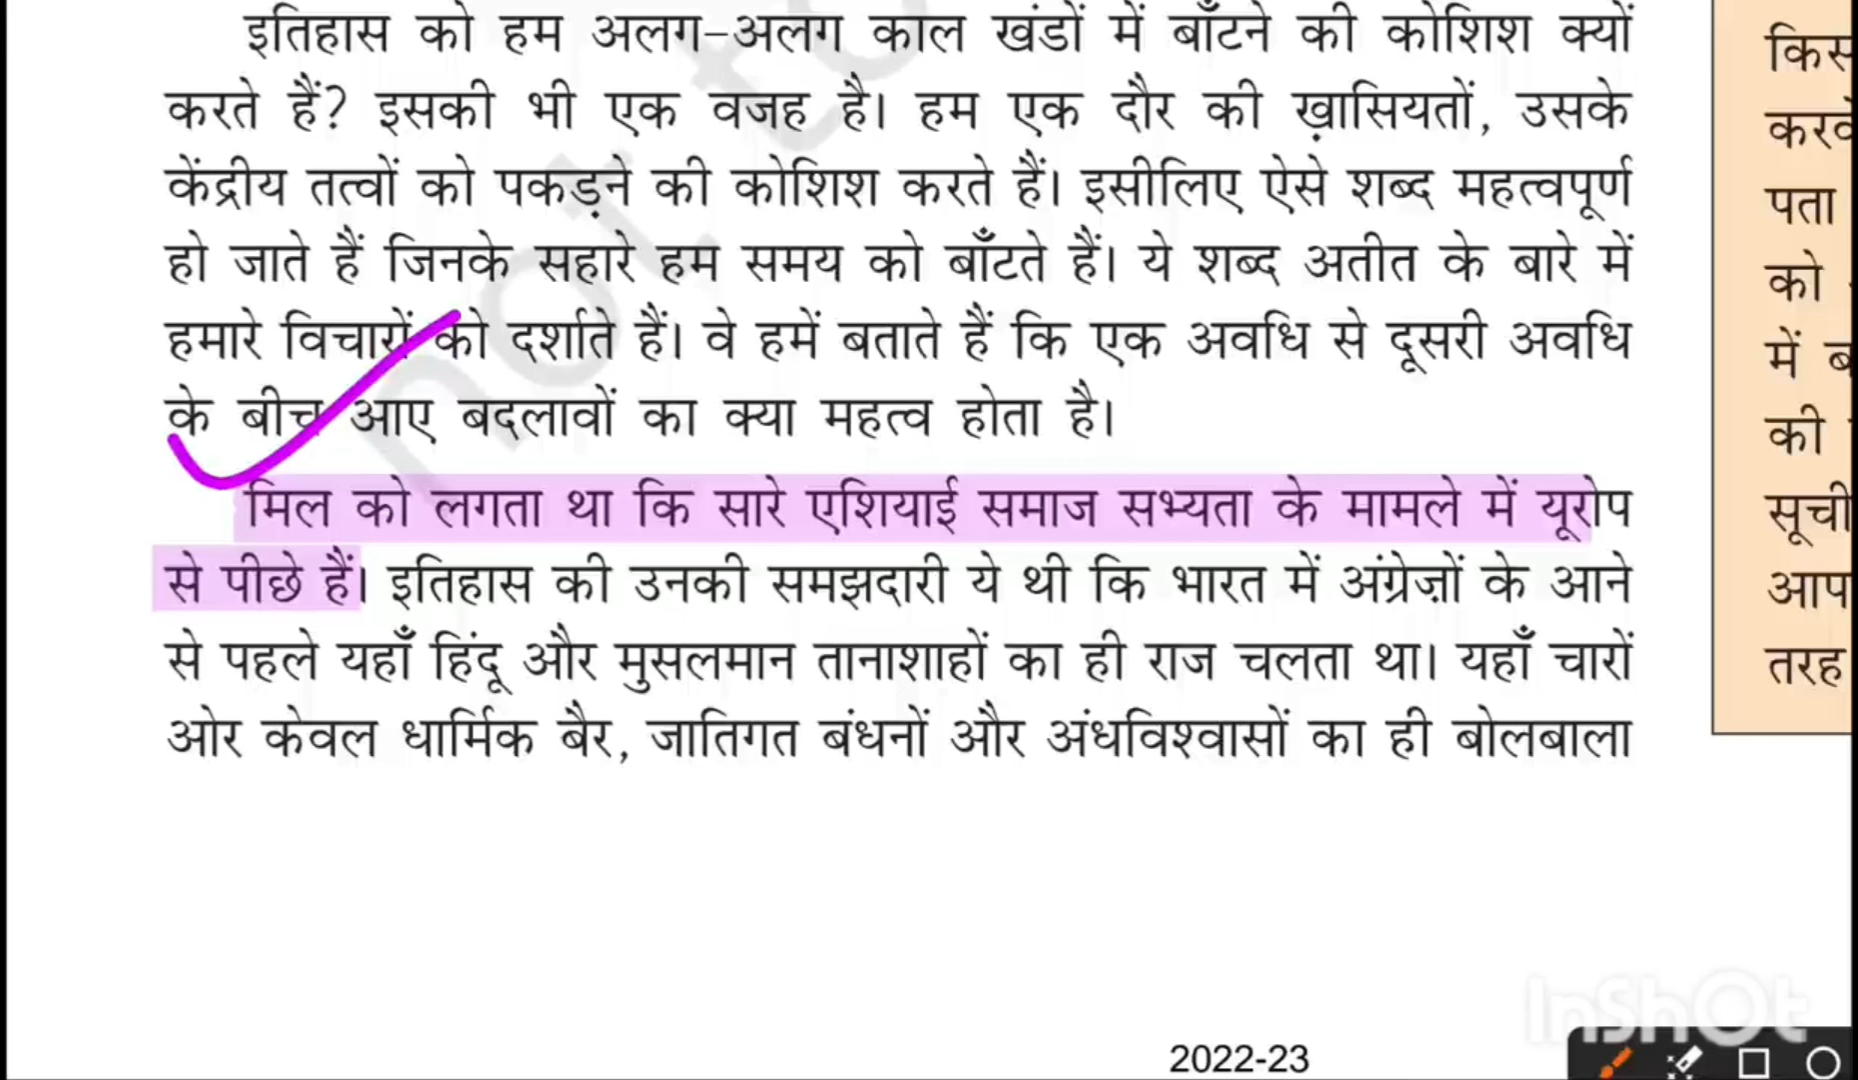 इतिहास को हम अलग-अलग काल खंडों में बाँटने की कोशिश क्यों
करते हैं? इसकी भी एक वजह है। हम एक दौर की ख़ासियतों, उसके
केंद्रीय तत्वों को पकड़ने की कोशिश करते हैं। इसीलिए ऐसे शब्द महत्वपूर्ण
हो जाते हैं जिनके सहारे हम समय को बाँटते हैं। ये शब्द अतीत के बारे में
हमारे विचारों को दर्शाते हैं। वे हमें बताते हैं कि एक अवधि से दूसरी अवधि
के बीच आए बदलावों का क्या महत्व होता है।
मिल को लगता था कि सारे एशियाई समाज सभ्यता के मामले में यूरोप
से पीछे हैं। इतिहास की उनकी समझदारी ये थी कि भारत में अंग्रेज़ों के आने
से पहले यहाँ हिंदू और मुसलमान तानाशाहों का ही राज चलता था। यहाँ चारों
ओर केवल धार्मिक बैर, जातिगत बंधनों और अंधविश्वासों का ही बोलबाला
not to
पता
को
में
की
सूची
आप
तरह
InShOt
2022-23